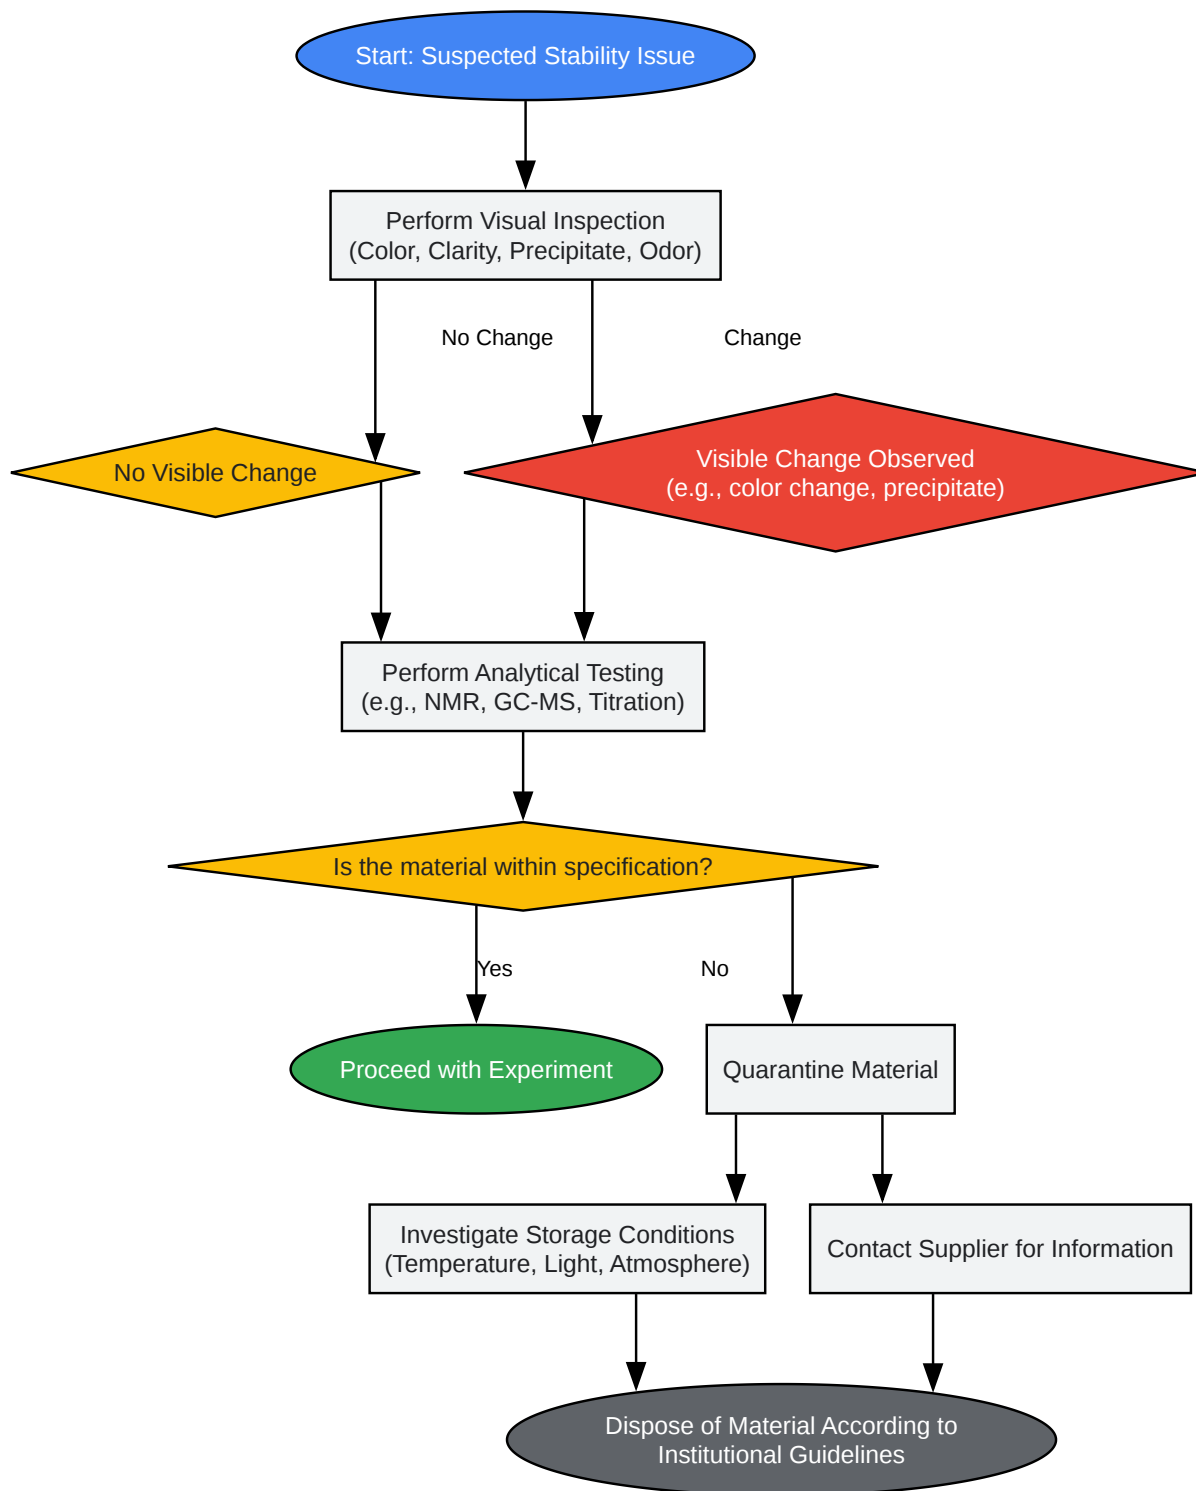 Start: Suspected Stability Issue
Perform Visual Inspection
(Color, Clarity, Precipitate, Odor)
No Change
Change
No Visible Change
Visible Change Observed
(e.g., color change, precipitate)
Perform Analytical Testing
(e.g., NMR, GC-MS, Titration)
Is the material within specification?
Yes
No
Proceed with Experiment
Quarantine Material
Investigate Storage Conditions
(Temperature, Light, Atmosphere)
Contact Supplier for Information
Dispose of Material According to
Institutional Guidelines